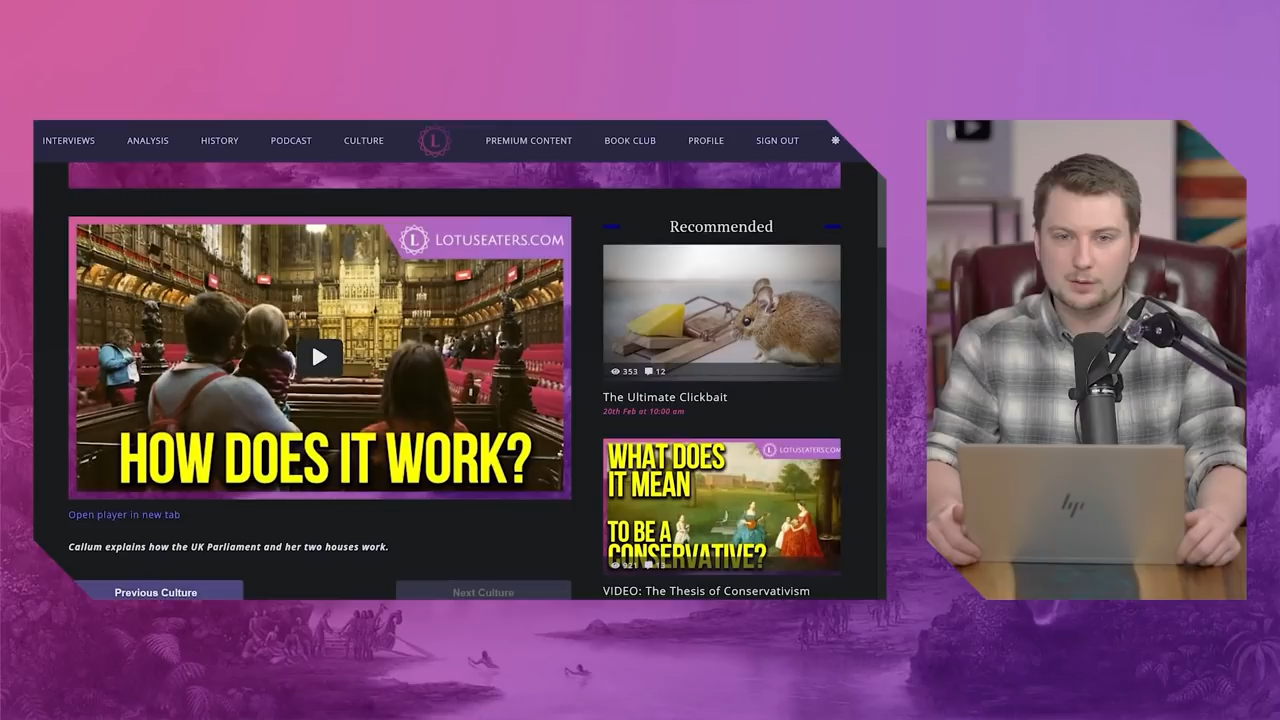 INTERVIEWS ANALYSIS HISTORY PODCAST CULTURE L PREMIUM CONTENT BOOK CLUB PROFILE SIGN OUT
L LOTUSEATERS.COM
HOW DOES IT WORK?
Open player in new tab
Callum explains how the UK Parliament and her two houses work.
Previous Culture
Next Culture
Recommended
353 12
The Ultimate Clickbait
20th Feb at 10:00 am
L LOTUSEATERS.COM
WHAT DOES
IT MEAN
TO BE A
CONSERVATIVE?
921
VIDEO: The Thesis of Conservativism
hp